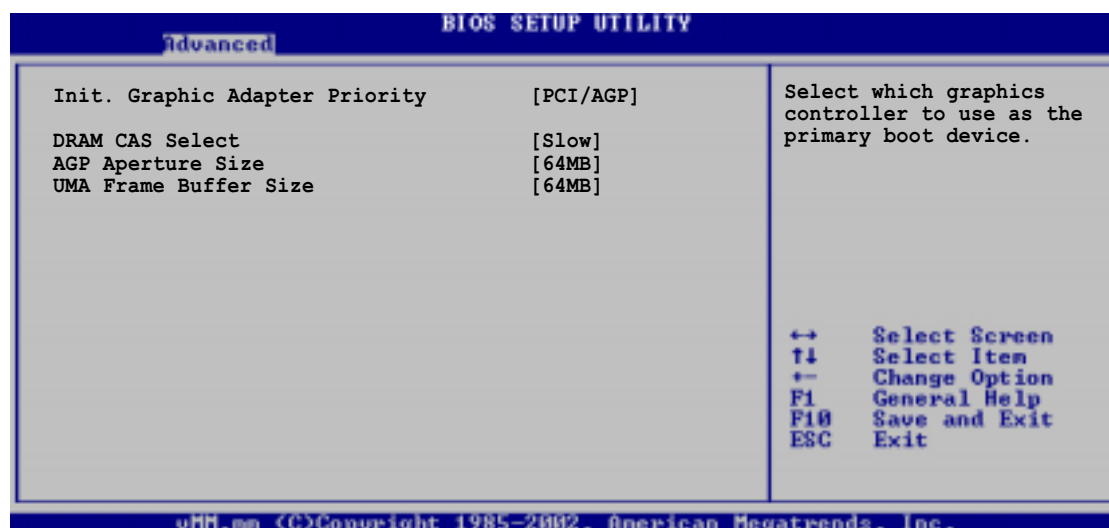 BIOS SETUP UTILITY
Advanced
Init. Graphic Adapter Priority [PCI/AGP]
DRAM CAS Select [Slow]
AGP Aperture Size [64MB]
UMA Frame Buffer Size [64MB]
Select which graphics
controller to use as the
primary boot device.
↔ Select Screen
↑↓ Select Item
+- Change Option
F1 General Help
F10 Save and Exit
ESC Exit
vMM.mm (C)Copyright 1985-2002, American Megatrends, Inc.